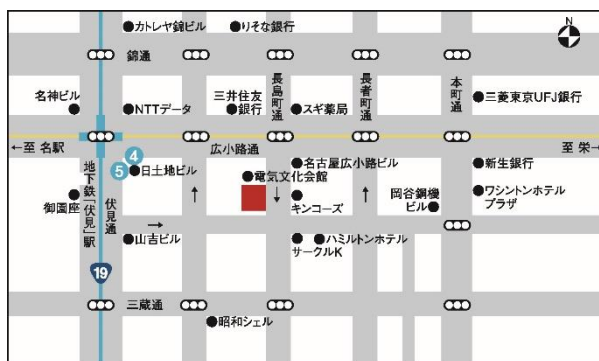 N
カトレヤ錦ビル
りそな銀行
錦通
名神ビル
NTTデータ
三井住友
銀行
長島町通
スギ薬局
長者町通
本町通
三菱東京UFJ銀行
←至 名駅
広小路通
至 栄→
4
5
日土地ビル
名古屋広小路ビル
新生銀行
電気文化会館
地下鉄「伏見」駅
伏見通
御園座
キンコーズ
岡谷鋼機
ビル
ワシントンホテル
プラザ
山吉ビル
ハミルトンホテル
サークルK
19
三蔵通
昭和シェル